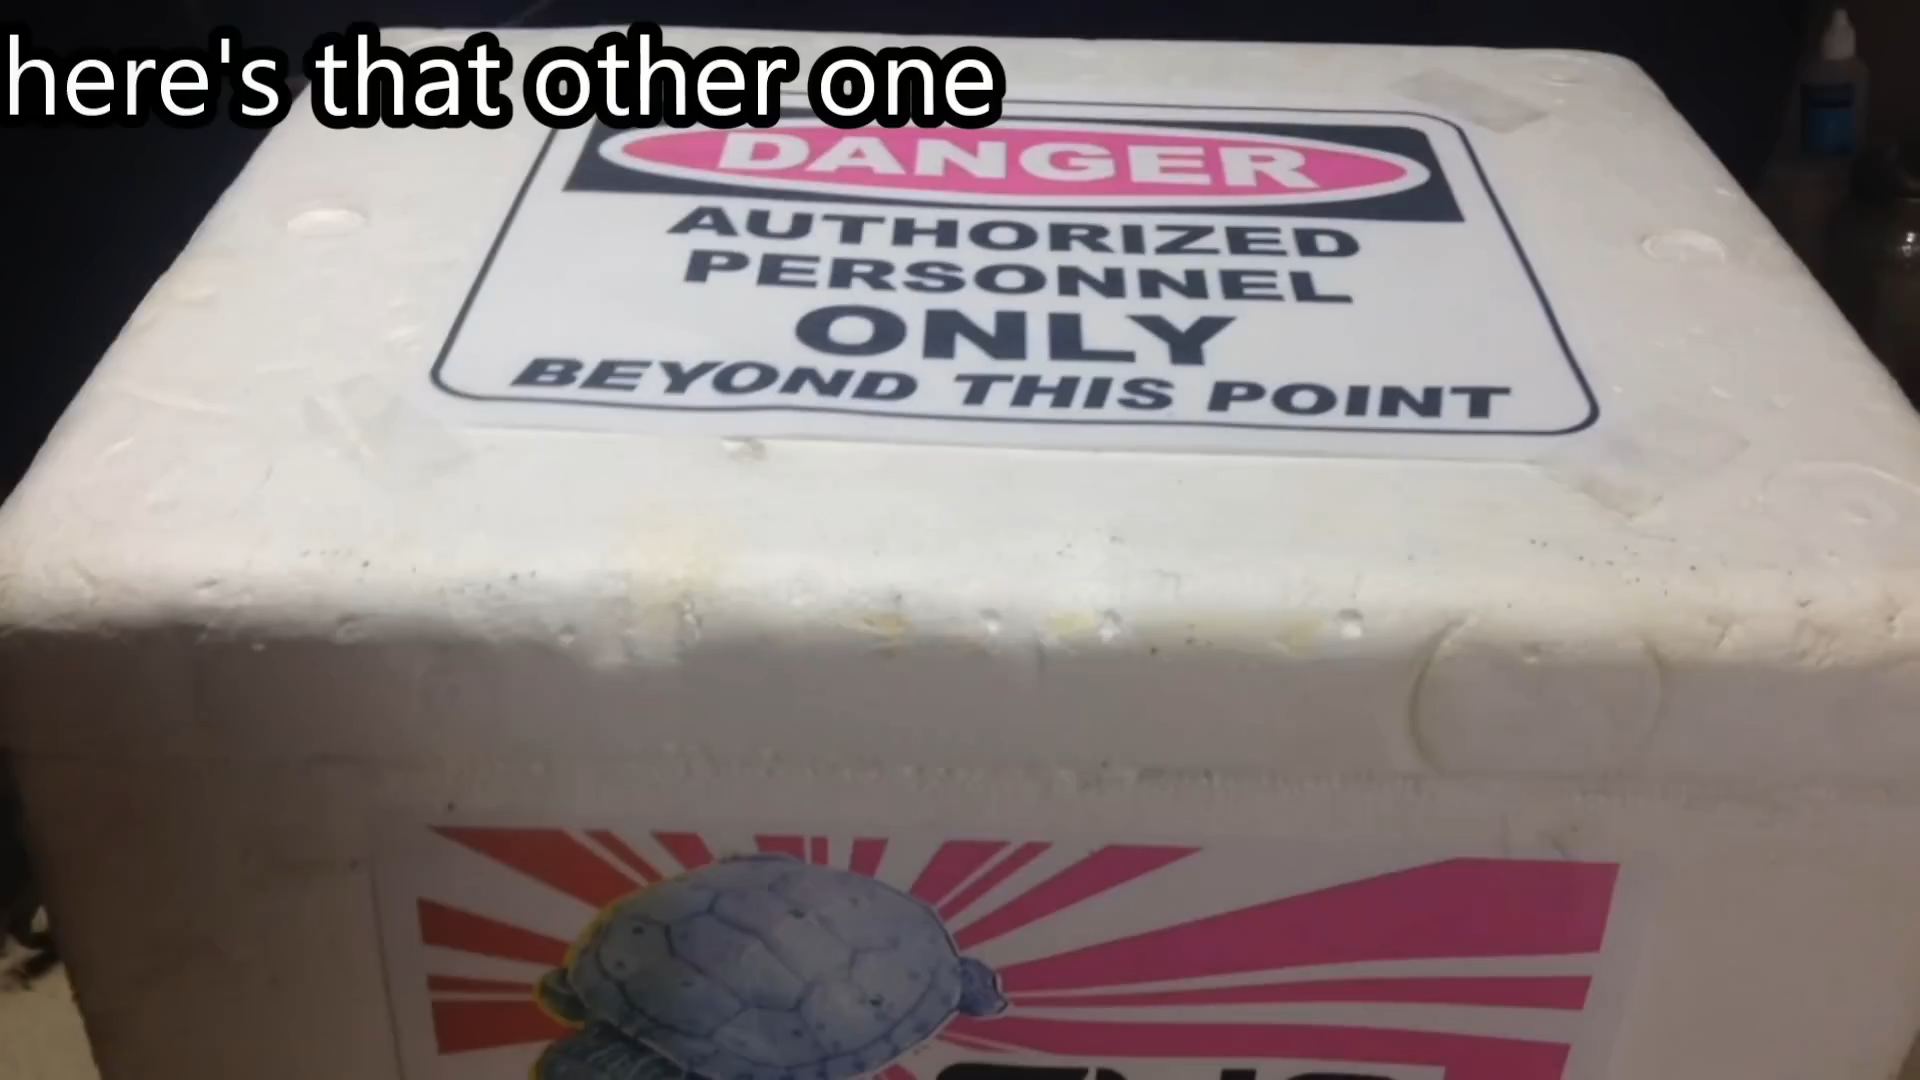 here's that other one
DANGER
AUTHORIZED
PERSONNEL
ONLY
BEYOND THIS POINT